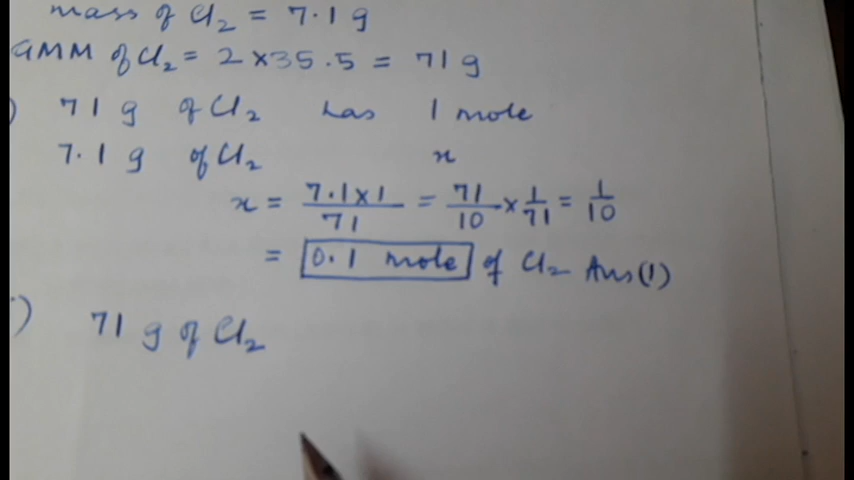 mass of Cl2 = 7.1 g
GMM of Cl2 = 2 × 35.5 = 71 g
) 71 g of Cl2 has 1 mole
7.1 g of Cl2 x
x = 7.1×1/71 = 71/10 × 1/71 = 1/10
= 0.1 mole of Cl2 Ans(1)
) 71 g of Cl2